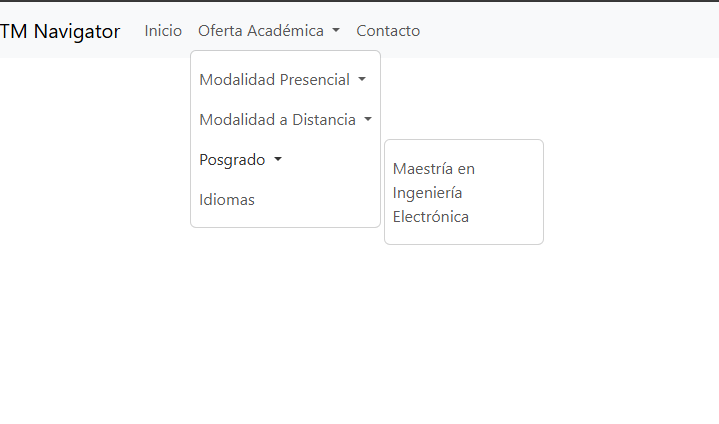 TM Navigator Inicio Oferta Académica Contacto
Modalidad Presencial
Modalidad a Distancia
Posgrado
Idiomas
Maestría en
Ingeniería
Electrónica